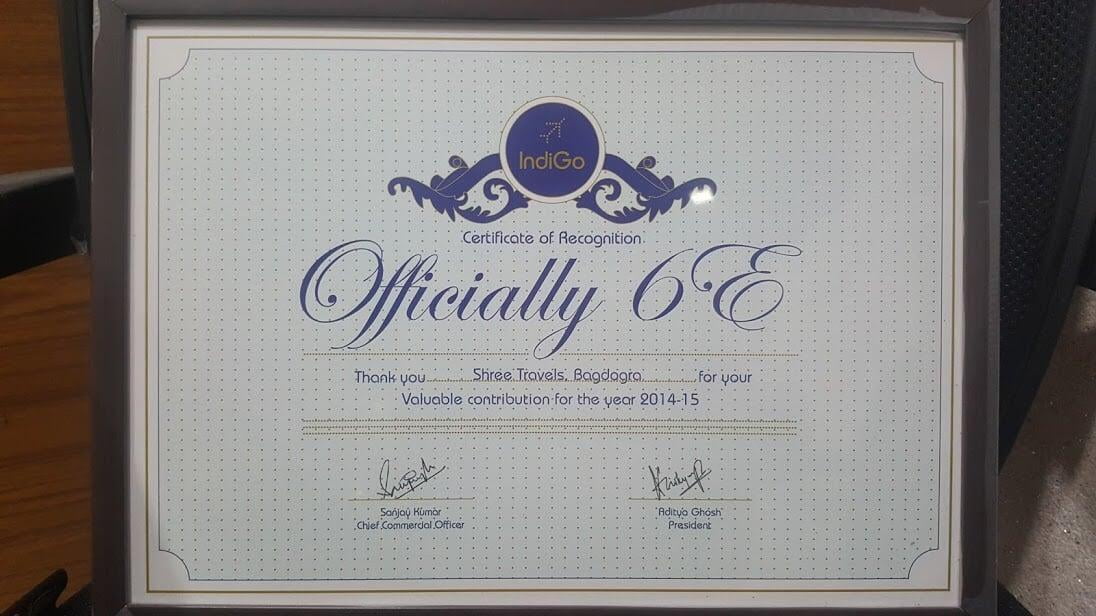 IndiGo
Certificate of Recognition
Officially 6E
Thank you Shree Travels, Bagdogra for your
Valuable contribution for the year 2014-15
Sanjay Kumar
Chief Commercial Officer
Aditya Ghosh
President